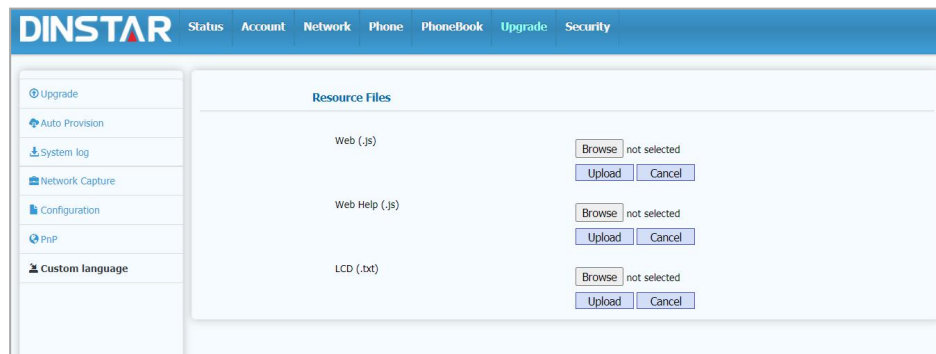 DINSTAR Status Account Network Phone PhoneBook Upgrade Security
Upgrade
Auto Provision
System log
Network Capture
Configuration
PnP
Custom language
Resource Files
Web (.js)
Browse not selected
Upload Cancel
Web Help (.js)
Browse not selected
Upload Cancel
LCD (.txt)
Browse not selected
Upload Cancel